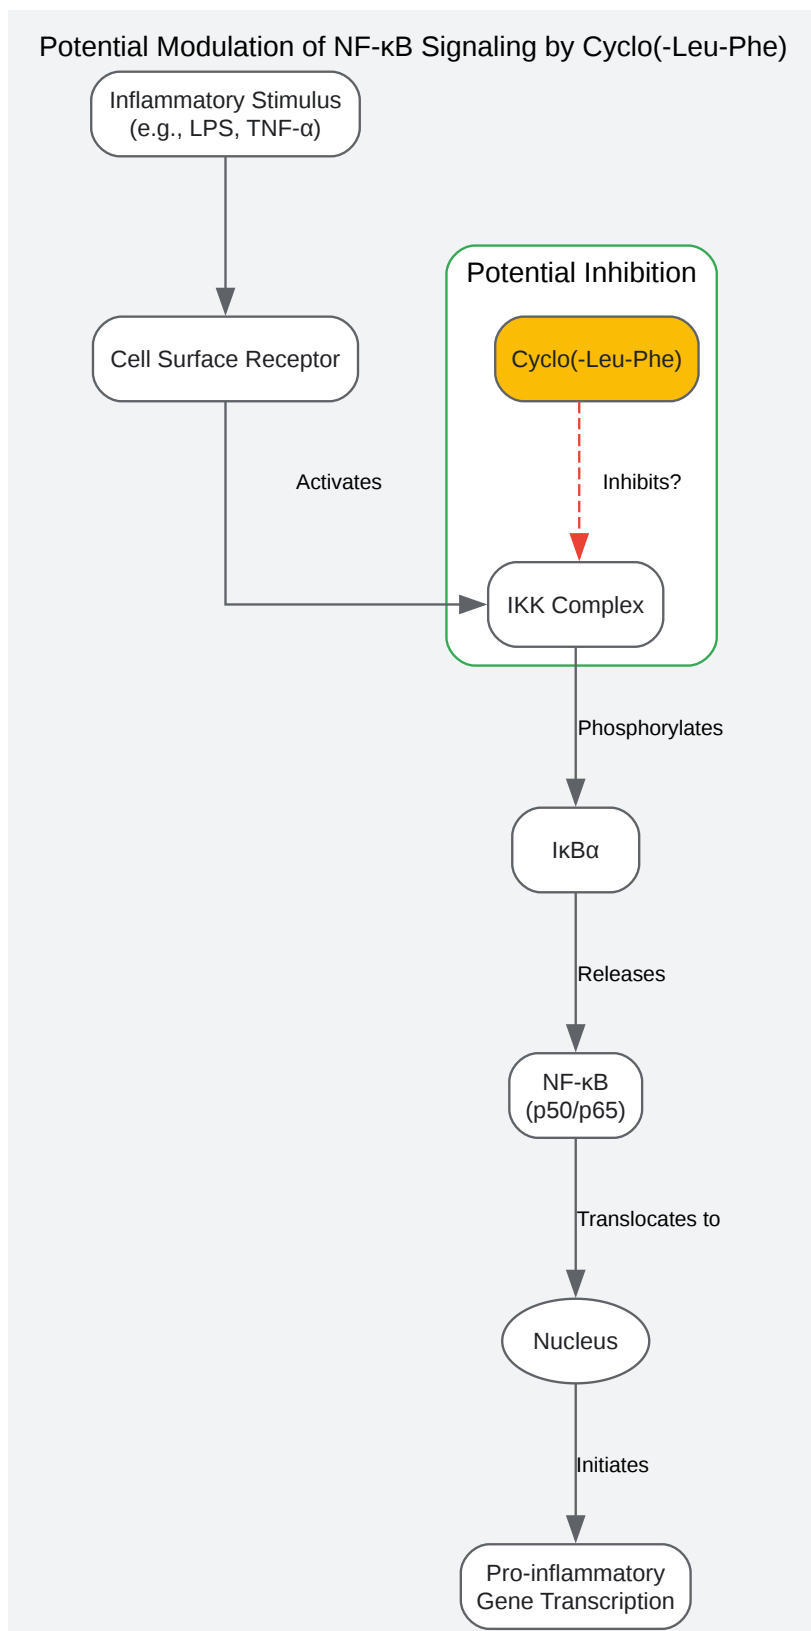 Potential Modulation of NF-κB Signaling by Cyclo(-Leu-Phe)
Inflammatory Stimulus
(e.g., LPS, TNF-α)
Potential Inhibition
Cell Surface Receptor
Cyclo(-Leu-Phe)
Activates
Inhibits?
IKK Complex
Phosphorylates
IκBα
Releases
NF-κB
(p50/p65)
Translocates to
Nucleus
Initiates
Pro-inflammatory
Gene Transcription